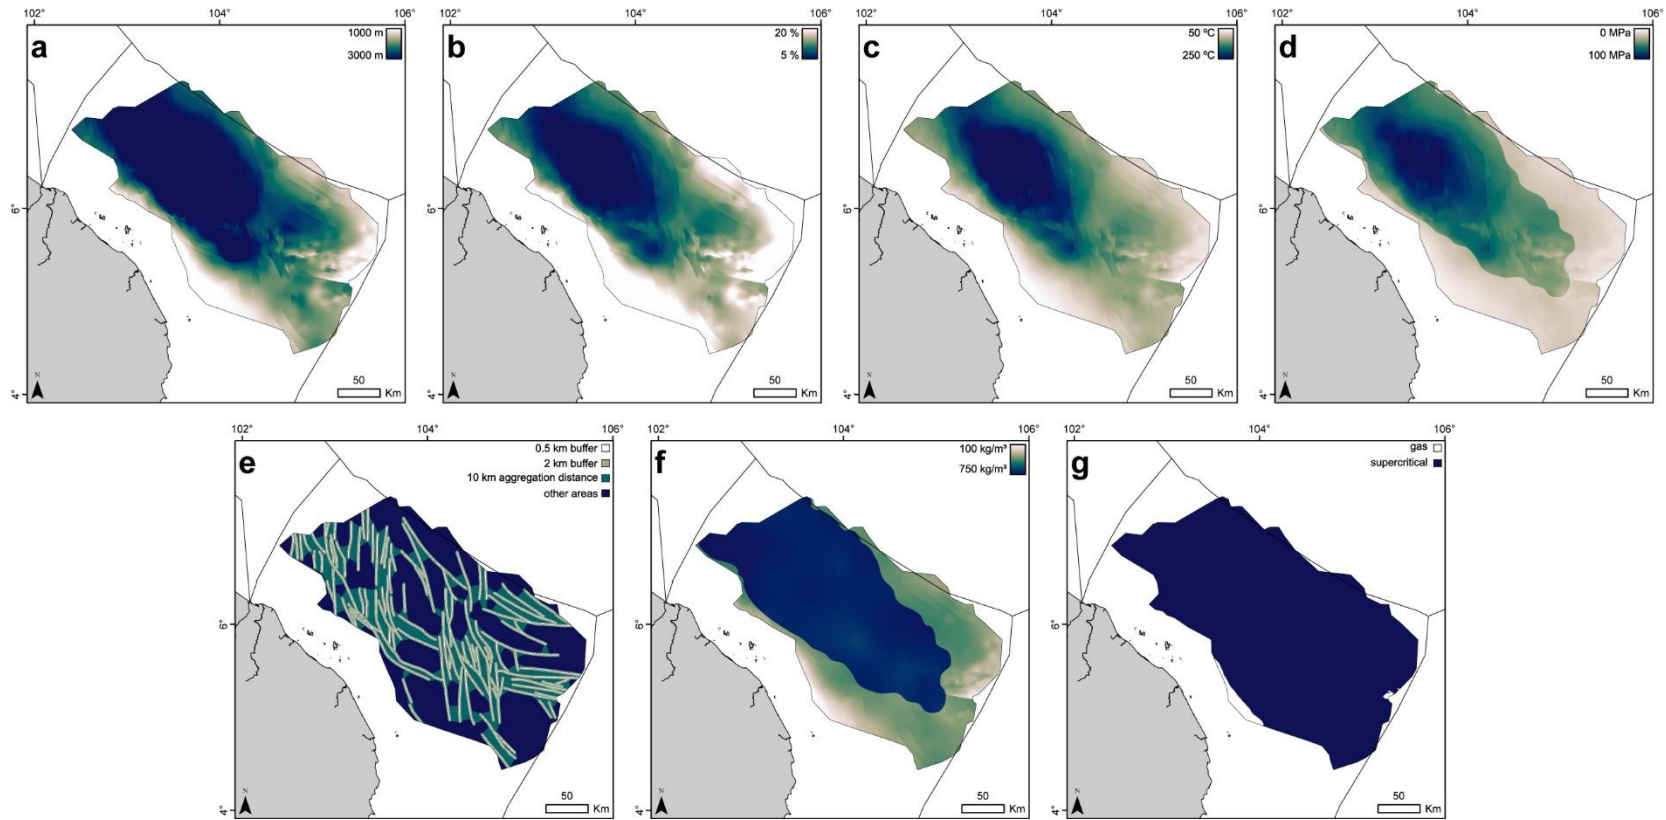 102° 104° 106°
a
1000 m
3000 m
6°
4°
N
50
Km
102° 104° 106°
b
20 %
5 %
6°
4°
N
50
Km
102° 104° 106°
c
50 ºC
250 ºC
6°
4°
N
50
Km
102° 104° 106°
d
0 MPa
100 MPa
6°
4°
N
50
Km
102° 104° 106°
e
0.5 km buffer
2 km buffer
10 km aggregation distance
other areas
6°
4°
N
50
Km
102° 104° 106°
f
100 kg/m³
750 kg/m³
6°
4°
N
50
Km
102° 104° 106°
g
gas
supercritical
6°
4°
N
50
Km